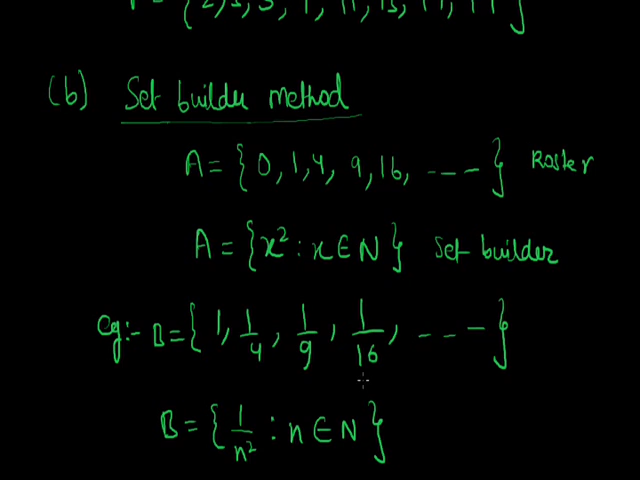 (b) Set builder method
A = { 0, 1, 4, 9, 16, ---- } Roster
A = { x² : x ∈ N } Set builder
Eg:- B = { 1, 1/4, 1/9, 1/16, ---- }
B = { 1/n² : n ∈ N }